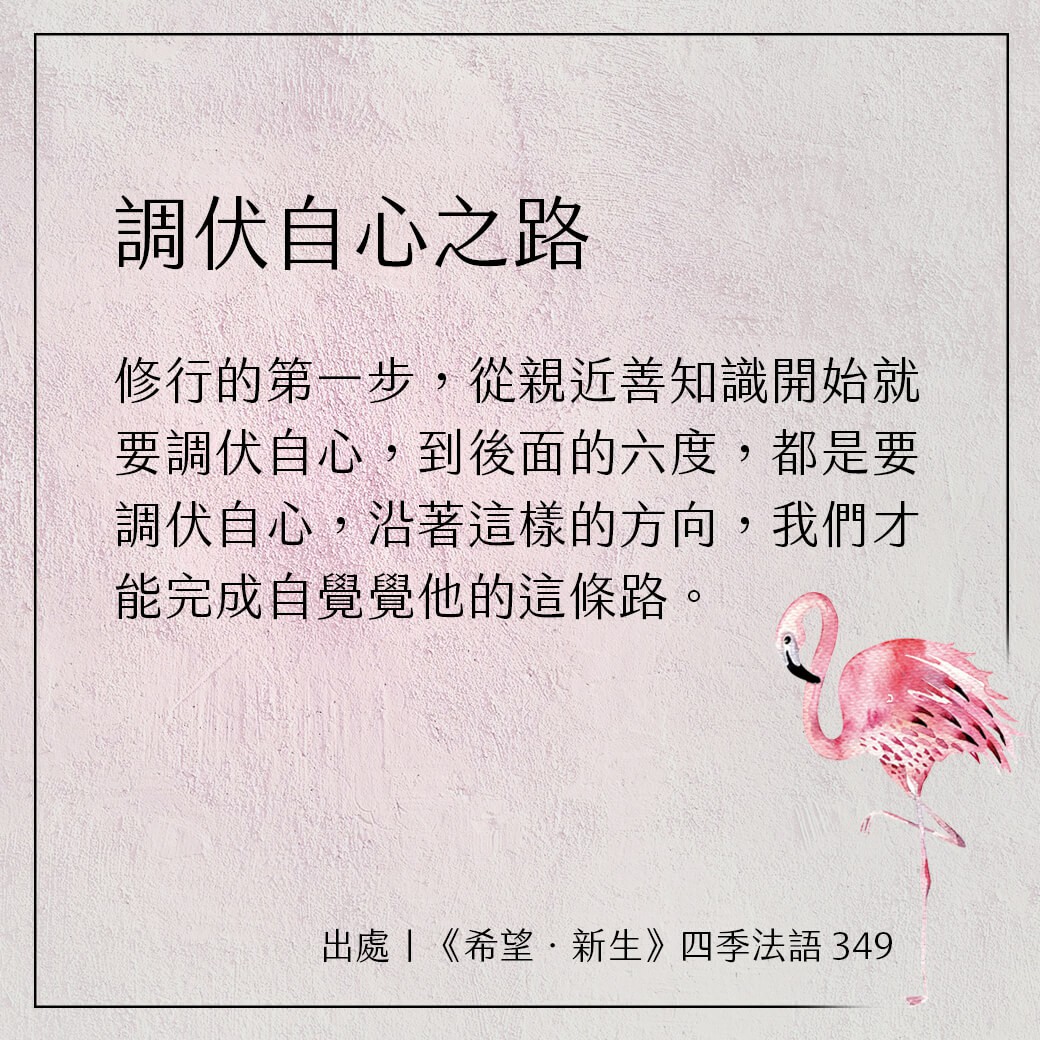 調伏自心之路
修行的第一步，從親近善知識開始就
要調伏自心，到後面的六度，都是要
調伏自心，沿著這樣的方向，我們才
能完成自覺覺他的這條路。
出處｜《希望．新生》四季法語 349